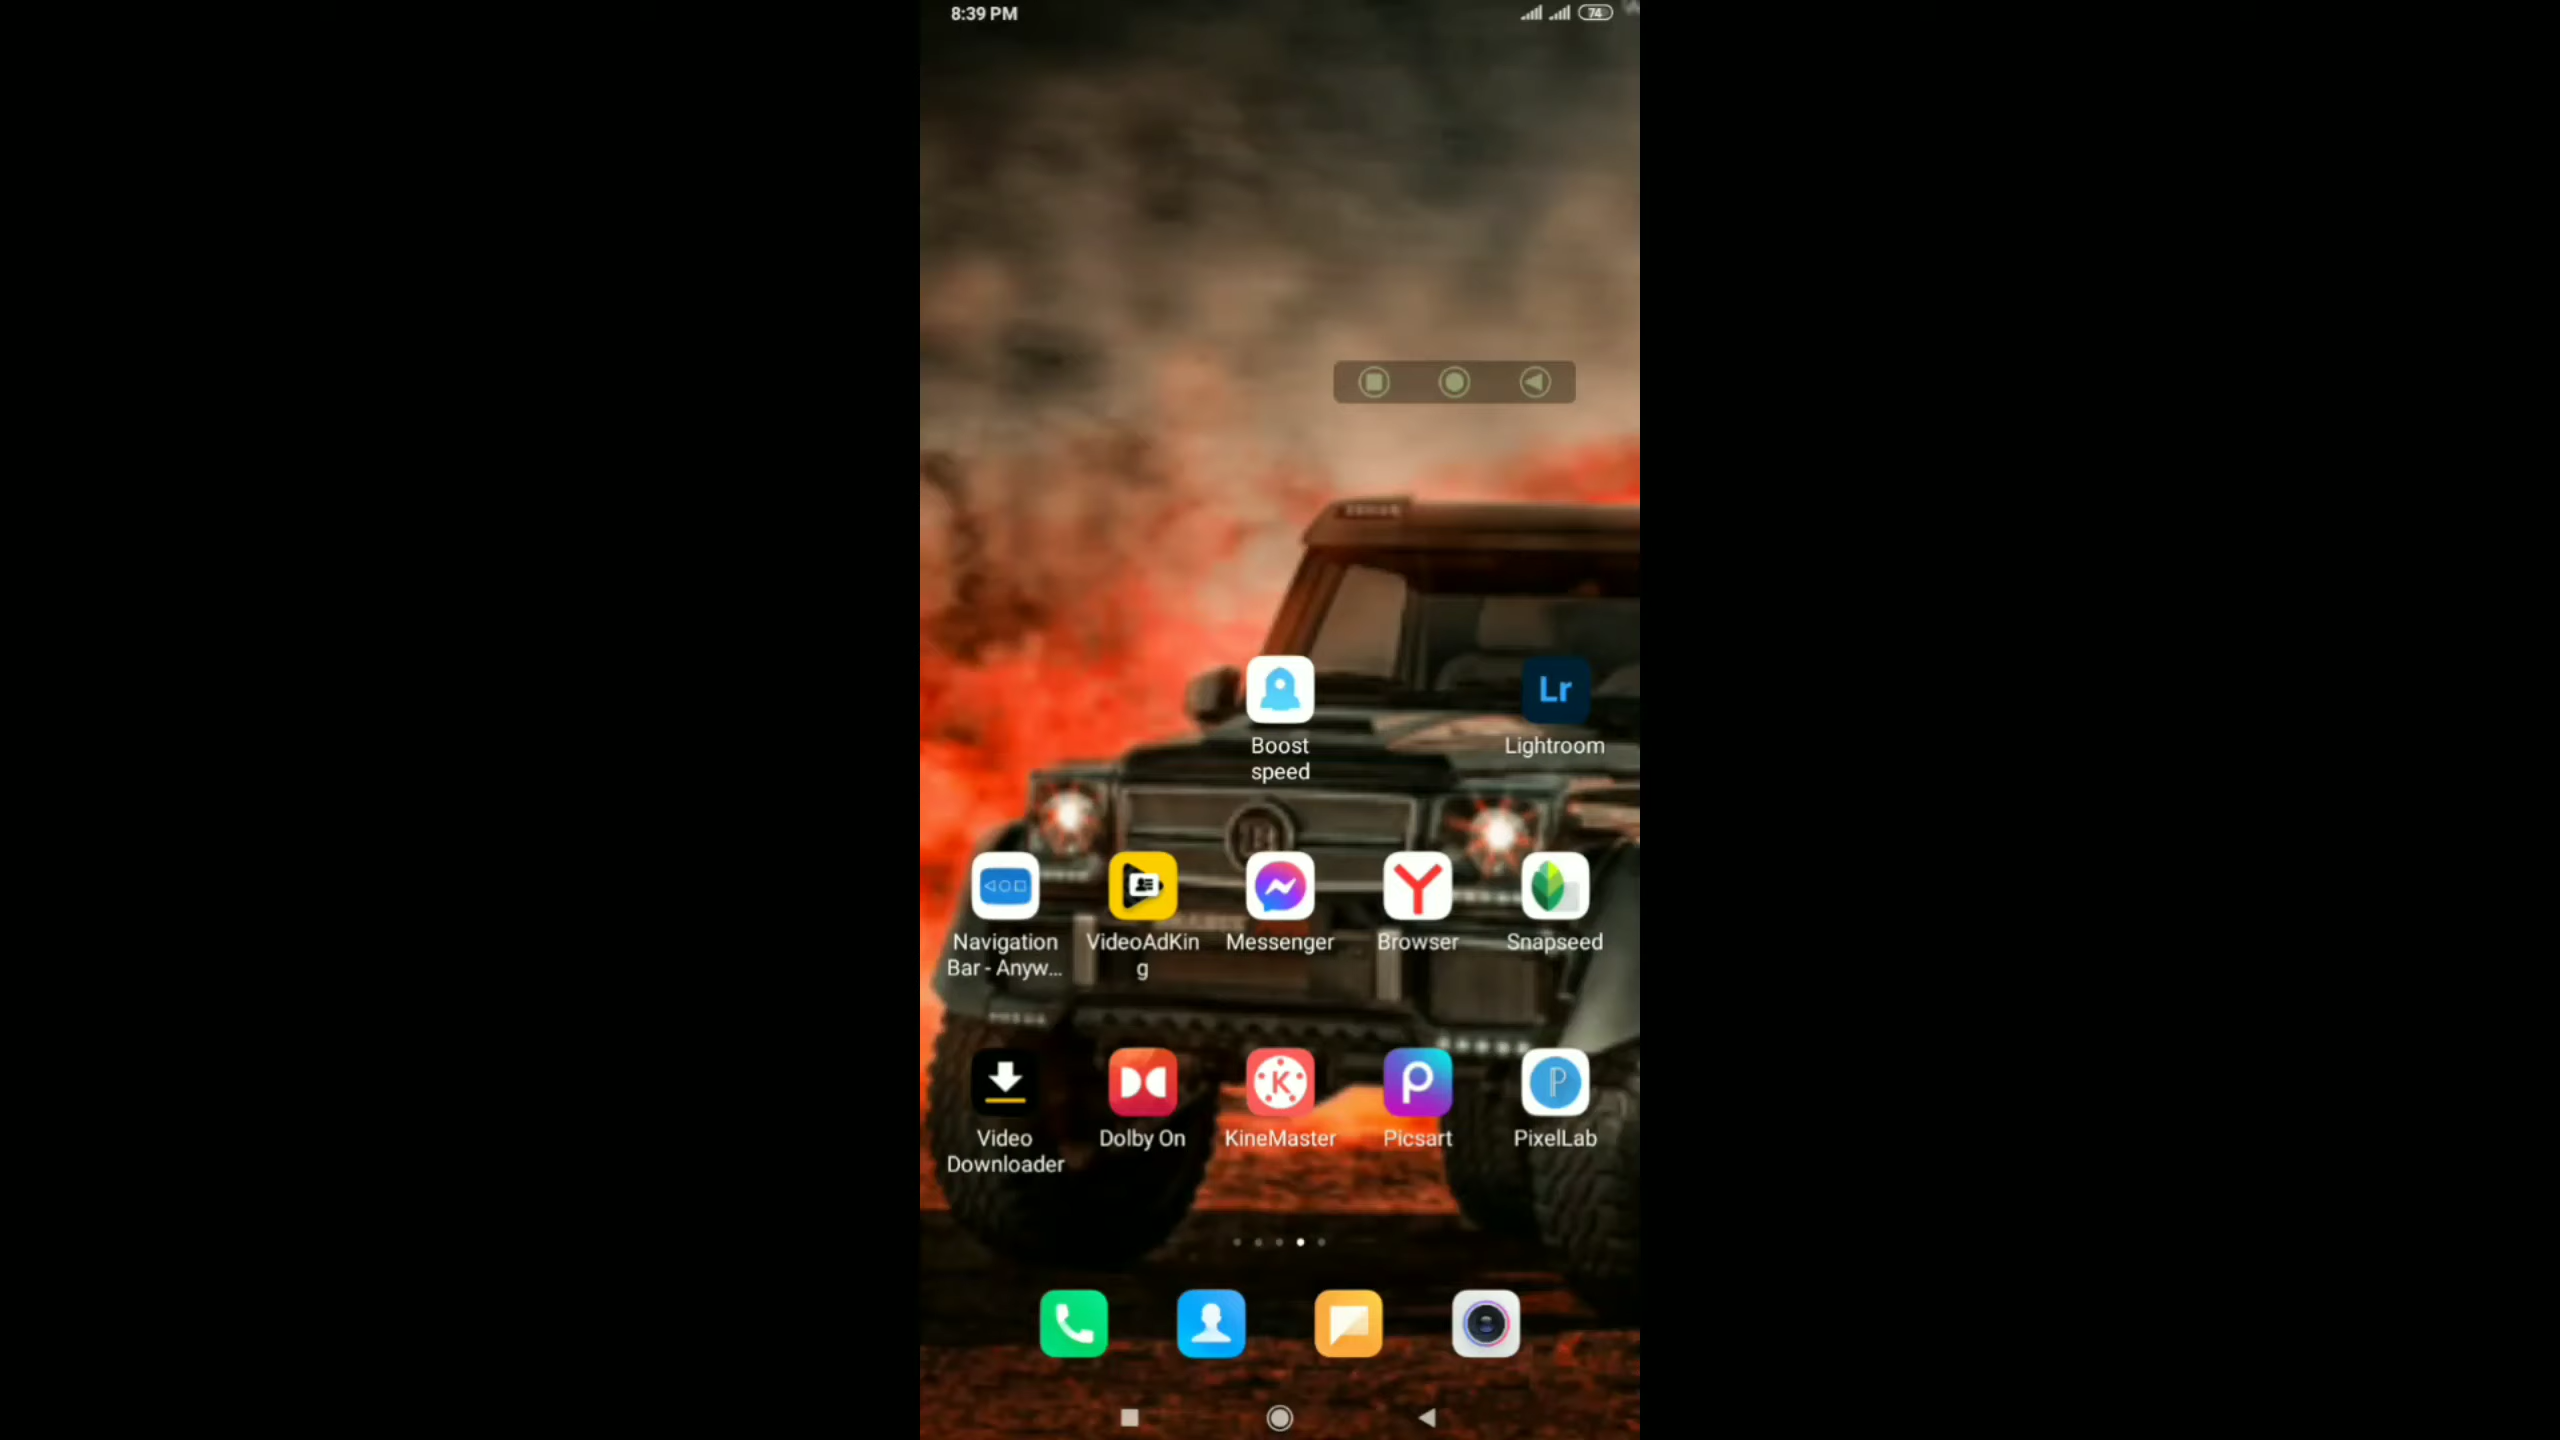 8:39 PM
74
Boost
speed
Lr
Lightroom
Navigation
Bar - Anyw...
VideoAdKin
g
Messenger
Browser
Snapseed
Video
Downloader
Dolby On
K
KineMaster
Picsart
PixelLab